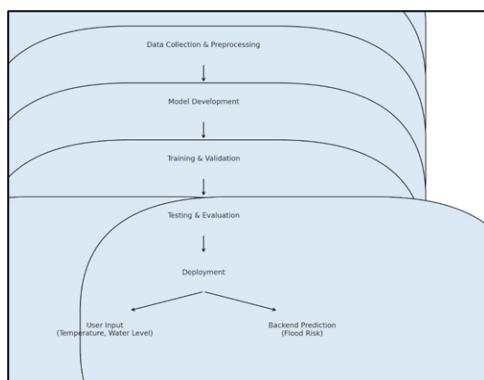 Data Collection & Preprocessing
Model Development
Training & Validation
Testing & Evaluation
Deployment
User Input
(Temperature, Water Level)
Backend Prediction
(Flood Risk)